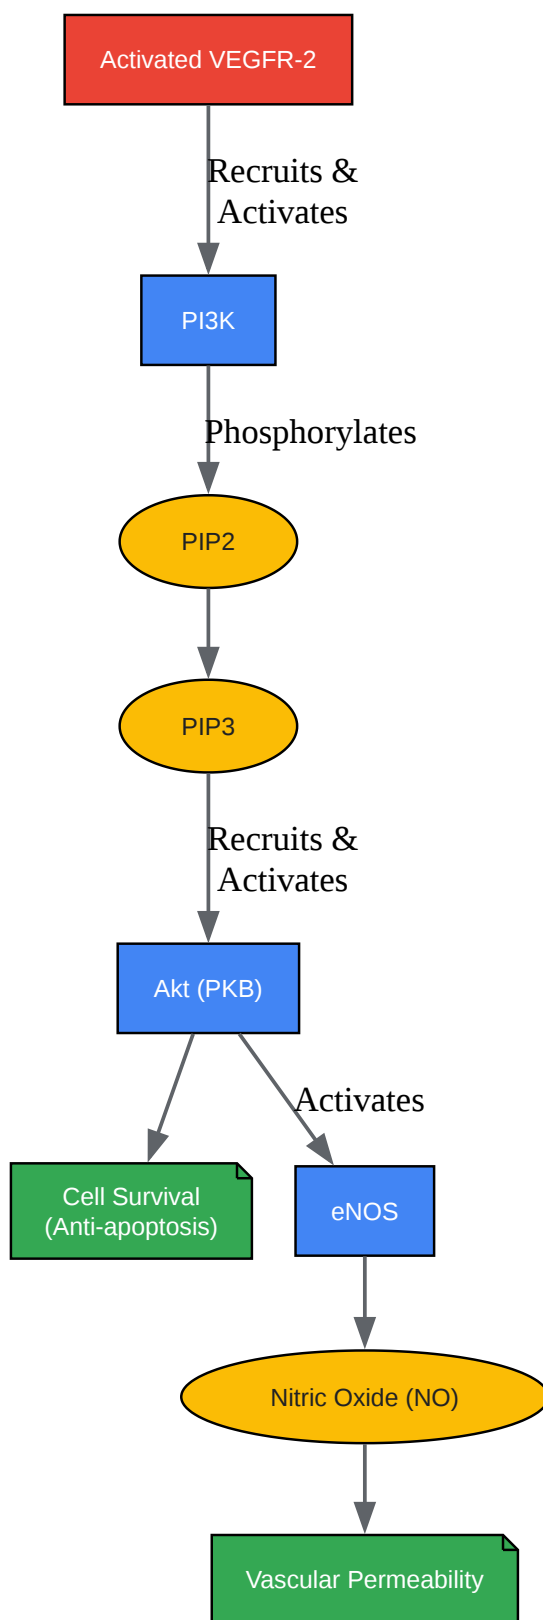 Activated VEGFR-2
Recruits &
Activates
PI3K
Phosphorylates
PIP2
PIP3
Recruits &
Activates
Akt (PKB)
Activates
Cell Survival
(Anti-apoptosis)
eNOS
Nitric Oxide (NO)
Vascular Permeability